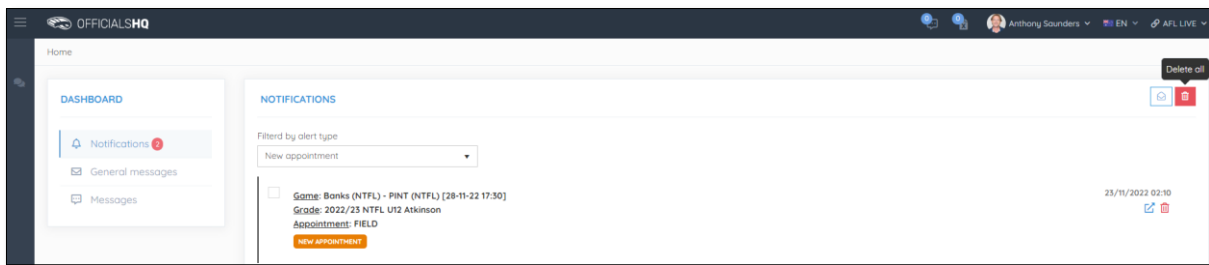 OFFICIALSHQ
0
0
Anthony Saunders
EN
AFL LIVE
Home
Delete all
DASHBOARD
Notifications 2
General messages
Messages
NOTIFICATIONS
Filterd by alert type
New appointment
Game: Banks (NTFL) - PINT (NTFL) [28-11-22 17:30]
Grade: 2022/23 NTFL U12 Atkinson
Appointment: FIELD
NEW APPOINTMENT
23/11/2022 02:10